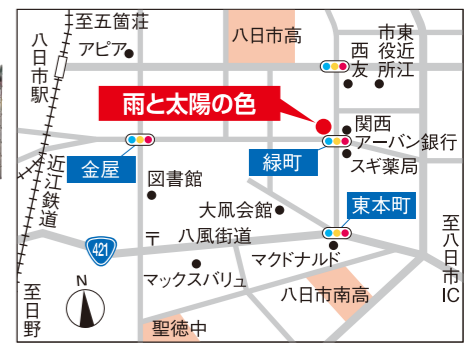 至五箇荘
アピア
八日市駅
八日市高
西友
東近江
市役所
雨と太陽の色
関西
アーバン銀行
スギ薬局
金屋
緑町
近江鉄道
図書館
大凧会館
東本町
421
〒
八風街道
マクドナルド
マックスバリュ
至八日市IC
N
八日市南高
至日野
聖徳中